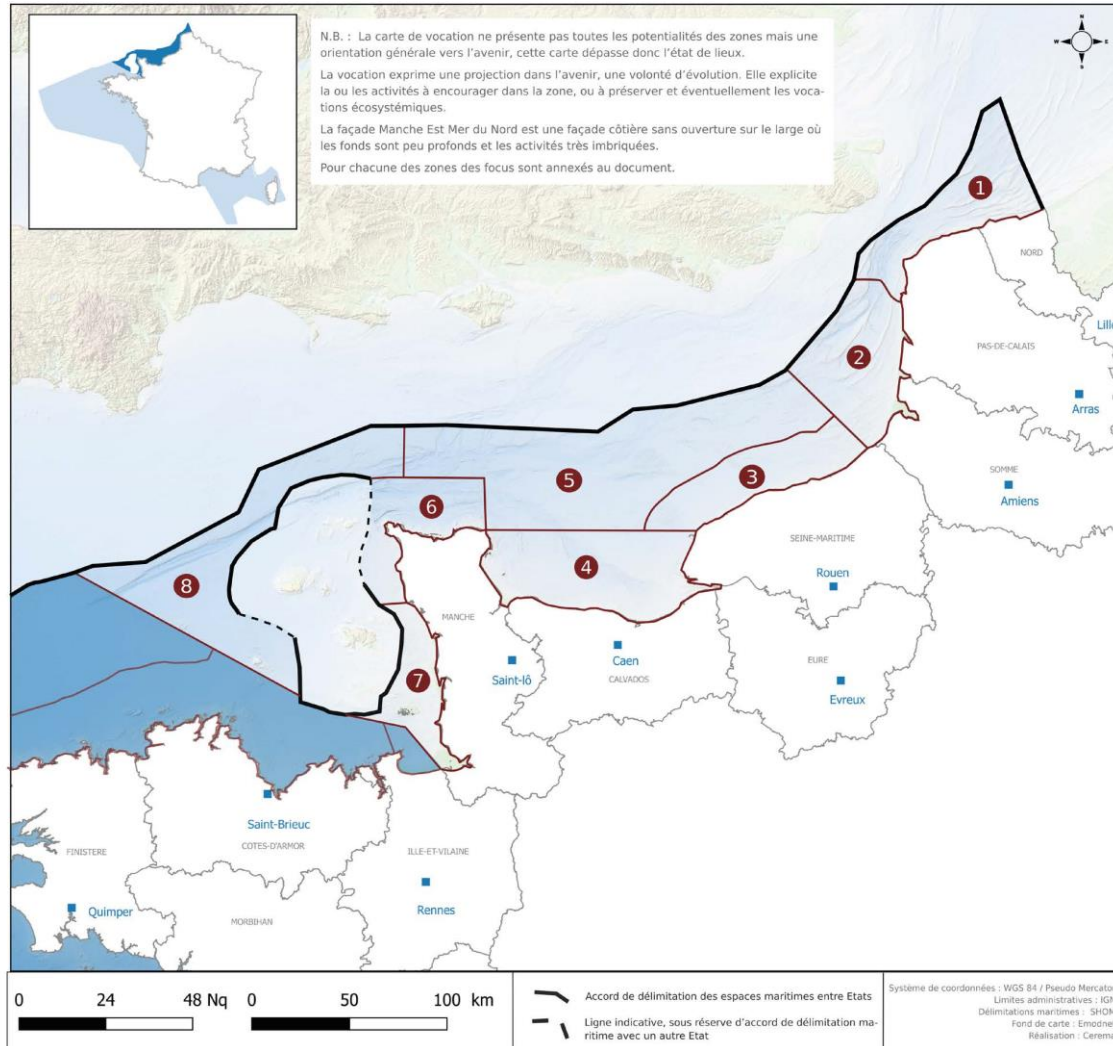 N.B. : La carte de vocation ne présente pas toutes les potentialités des zones mais une
orientation générale vers l'avenir, cette carte dépasse donc l'état de lieux.
La vocation exprime une projection dans l'avenir, une volonté d'évolution. Elle explicite
la ou les activités à encourager dans la zone, ou à préserver et éventuellement les voca-
tions écosystémiques.
La façade Manche Est Mer du Nord est une façade côtière sans ouverture sur le large où
les fonds sont peu profonds et les activités très imbriquées.
Pour chacune des zones des focus sont annexés au document.
N
W
E
S
1
NORD
Lille
2
PAS-DE-CALAIS
Arras
5
3
SOMME
Amiens
6
SEINE-MARITIME
Rouen
4
8
MANCHE
Caen
CALVADOS
EURE
Evreux
Saint-lô
7
Saint-Brieuc
COTES-D'ARMOR
FINISTERE
ILLE-ET-VILAINE
Rennes
Quimper
MORBIHAN
0 24 48 Nq
0 50 100 km
Accord de délimitation des espaces maritimes entre Etats
Ligne indicative, sous réserve d'accord de délimitation ma-
ritime avec un autre Etat
Système de coordonnées : WGS 84 / Pseudo Mercator
Limites administratives : IGN
Délimitations maritimes : SHOM
Fond de carte : Emodnet
Réalisation : Cerema